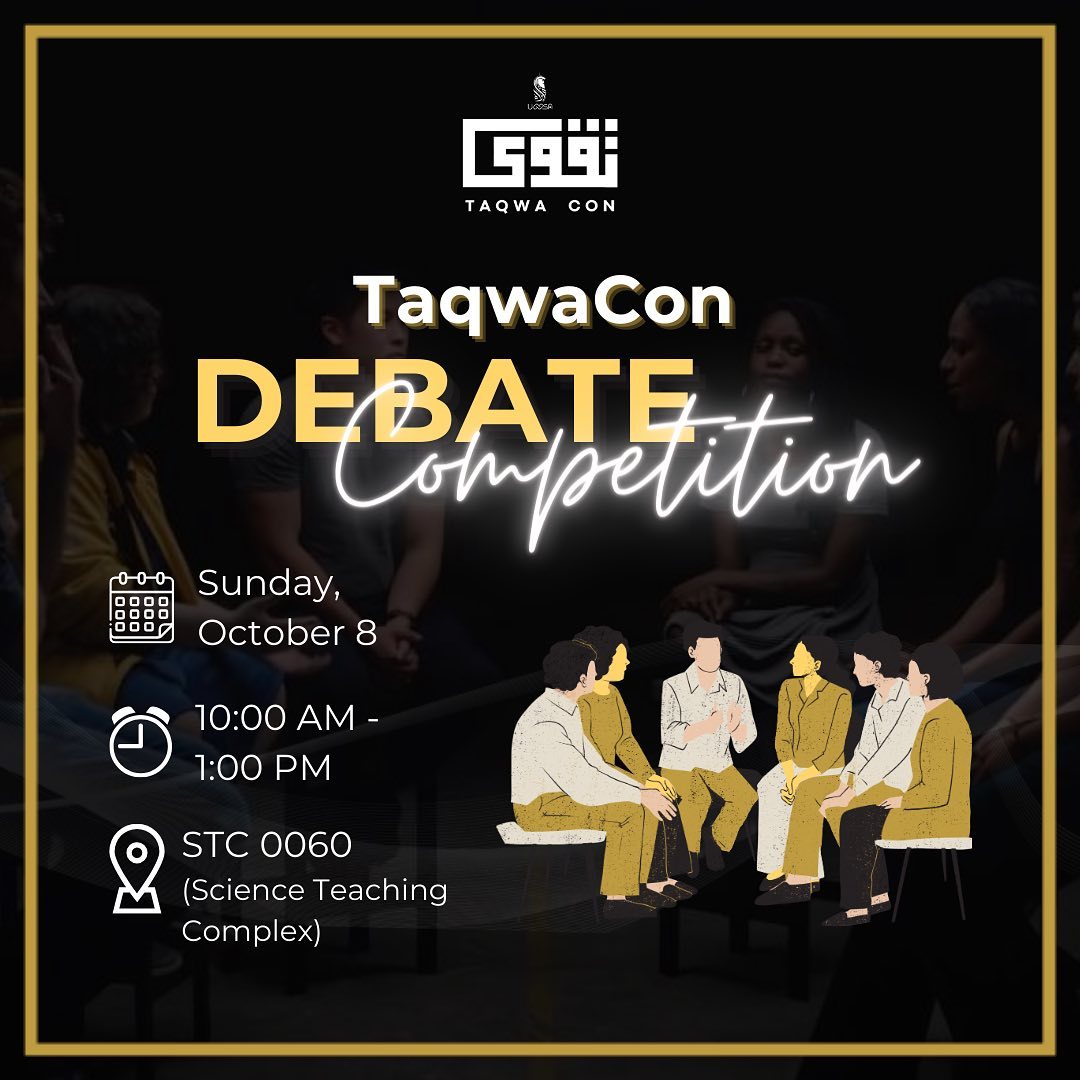 تقوى
TAQWA CON
TaqwaCon
DEBATE
Competition
Sunday,
October 8
10:00 AM -
1:00 PM
STC 0060
(Science Teaching
Complex)